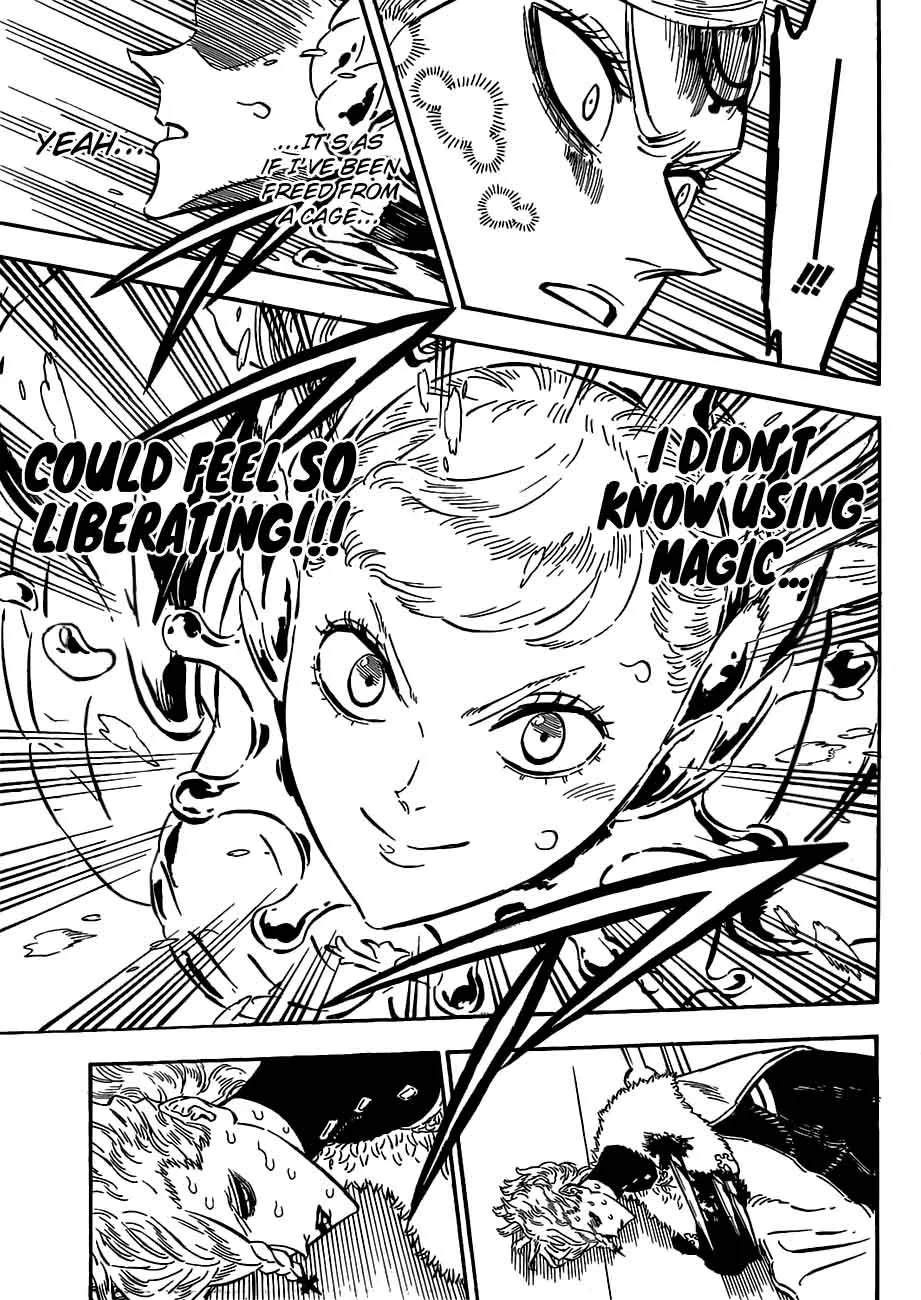 !!!
YEAH....
....IT'S AS
IF I'VE BEEN
FREED FROM
A CAGE...
I DIDN'T
KNOW USING
MAGIC...
COULD FEEL SO
LIBERATING!!!